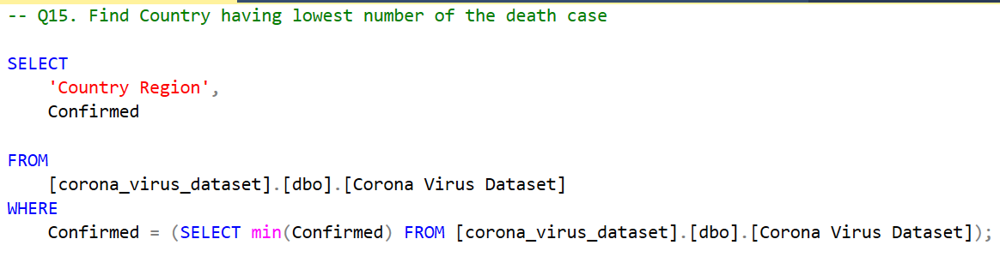 -- Q15. Find Country having lowest number of the death case
SELECT
'Country Region',
Confirmed
FROM
[corona_virus_dataset].[dbo].[Corona Virus Dataset]
WHERE
Confirmed = (SELECT min(Confirmed) FROM [corona_virus_dataset].[dbo].[Corona Virus Dataset]);